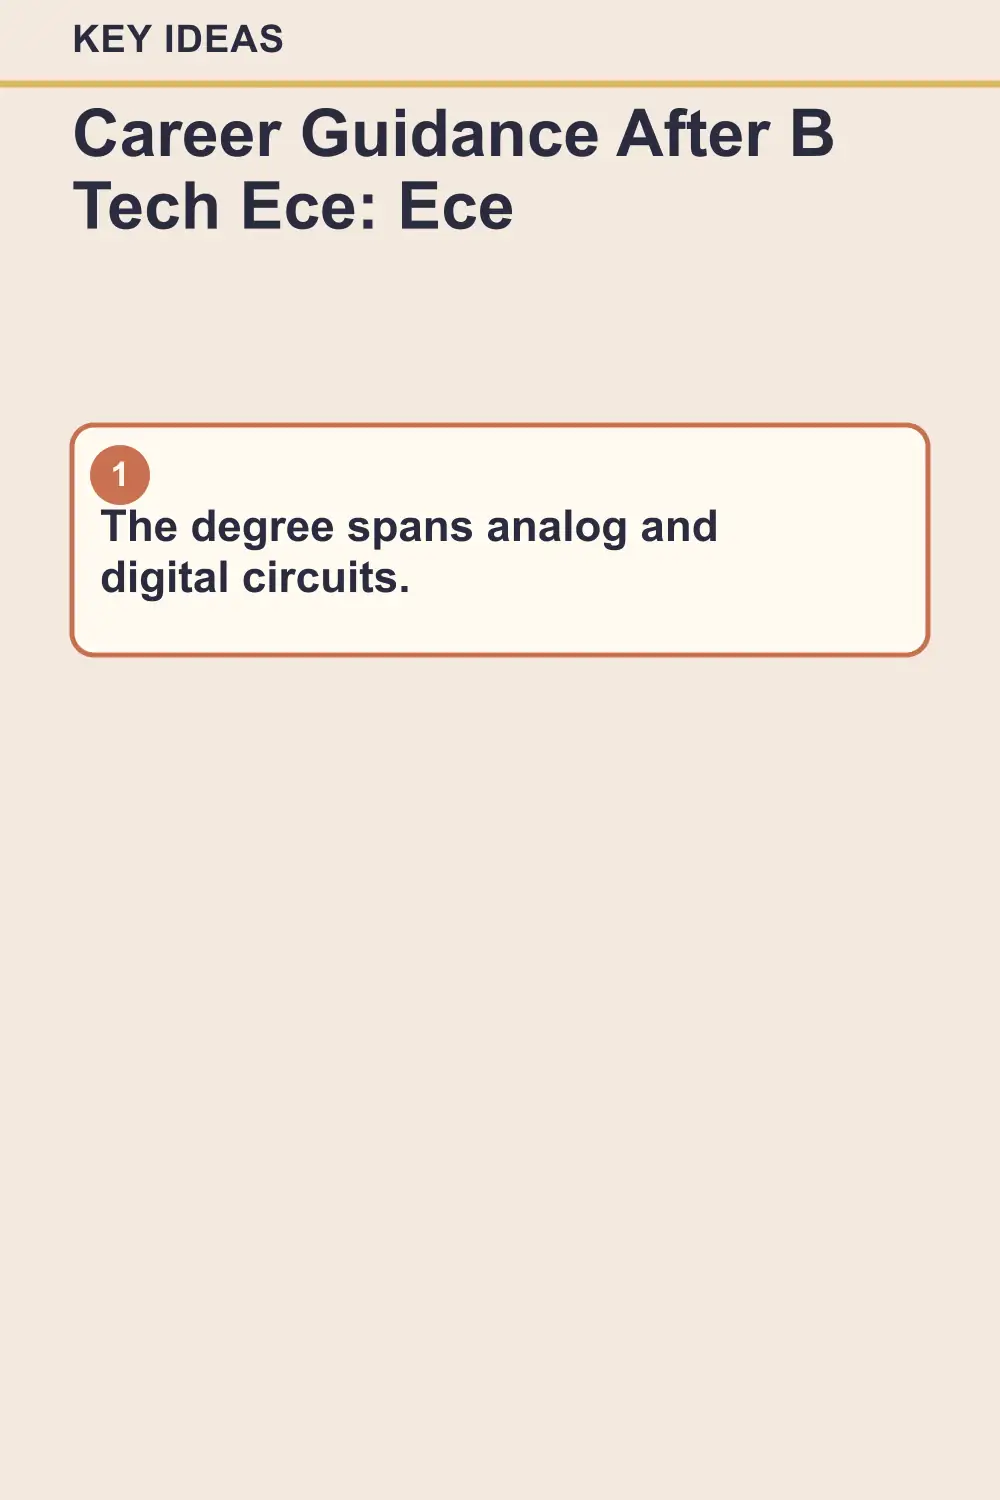 KEY IDEAS
Career Guidance After B
Tech Ece: Ece
1
The degree spans analog and
digital circuits.